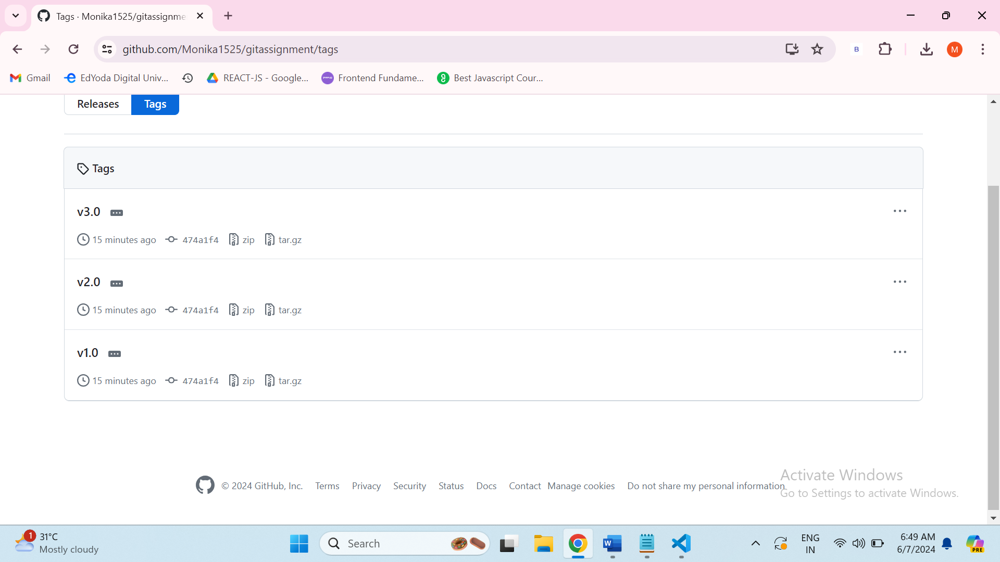 Tags · Monika1525/gitassignme
github.com/Monika1525/gitassignment/tags
B
M
Gmail
EdYoda Digital Univ...
REACT-JS - Google...
Frontend Fundame...
Best Javascript Cour...
Releases
Tags
Tags
v3.0
15 minutes ago 474a1f4 zip tar.gz
v2.0
15 minutes ago 474a1f4 zip tar.gz
v1.0
15 minutes ago 474a1f4 zip tar.gz
© 2024 GitHub, Inc. Terms Privacy Security Status Docs Contact Manage cookies Do not share my personal information
Activate Windows
Go to Settings to activate Windows.
1
31°C
Mostly cloudy
Search
W
ENG
IN
6:49 AM
6/7/2024
PRE